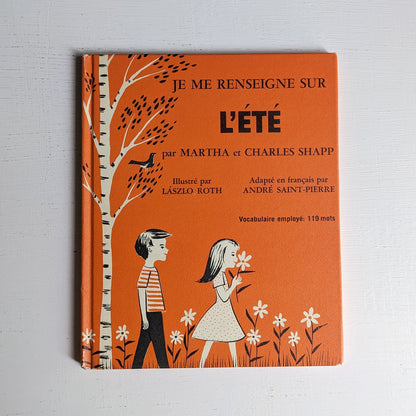 JE ME RENSEIGNE SUR
L'ÉTÉ
par MARTHA et CHARLES SHAPP
Illustré par
LÁSZLO ROTH
Adapté en français par
ANDRÉ SAINT-PIERRE
Vocabulaire employé: 119 mots